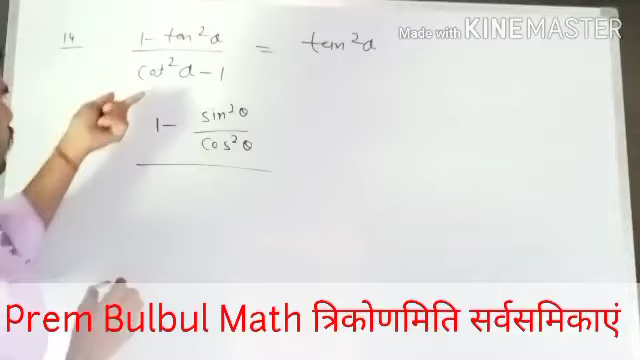 Made with KINEMASTER
14 1 - tan²α / cot²α - 1 = tan²α
1 - sin²θ / cos²θ
Prem Bulbul Math त्रिकोणमिति सर्वसमिकाएं